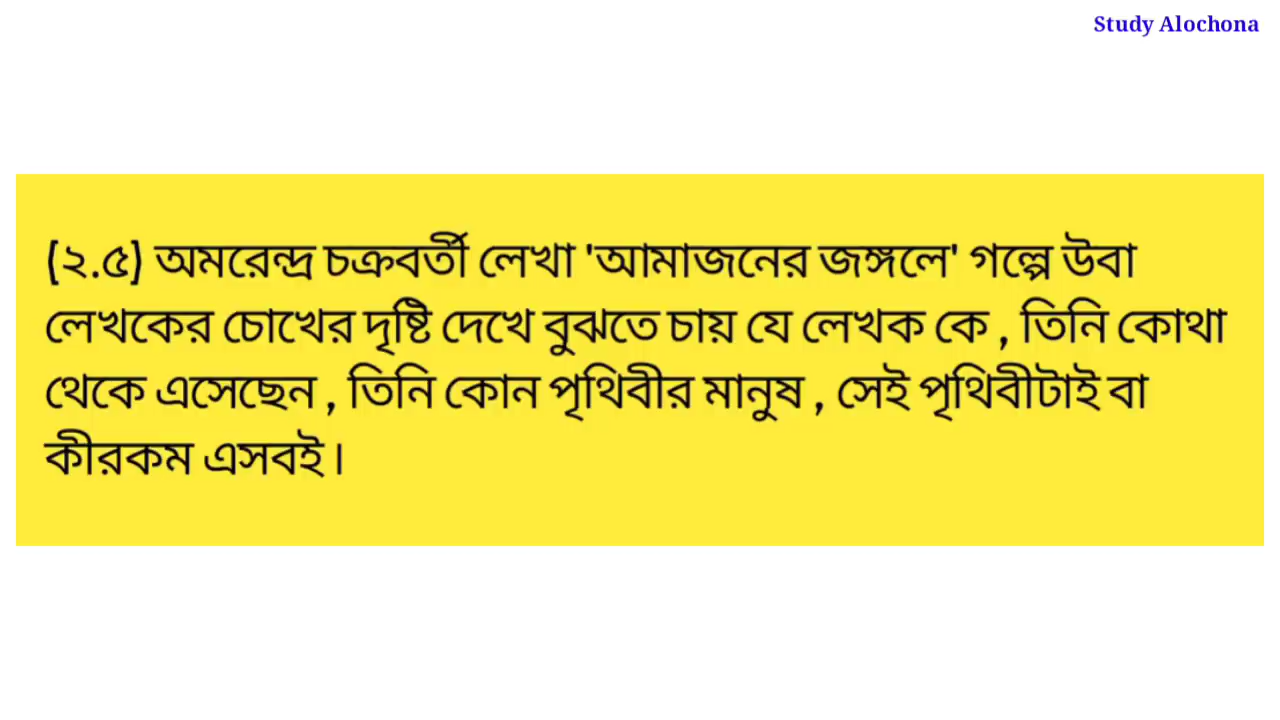 Study Alochona
(২.৫) অমরেন্দ্র চক্রবর্তী লেখা 'আমাজনের জঙ্গলে' গল্পে উবা
লেখকের চোখের দৃষ্টি দেখে বুঝতে চায় যে লেখক কে , তিনি কোথা
থেকে এসেছেন , তিনি কোন পৃথিবীর মানুষ , সেই পৃথিবীটাই বা
কীরকম এসবই।